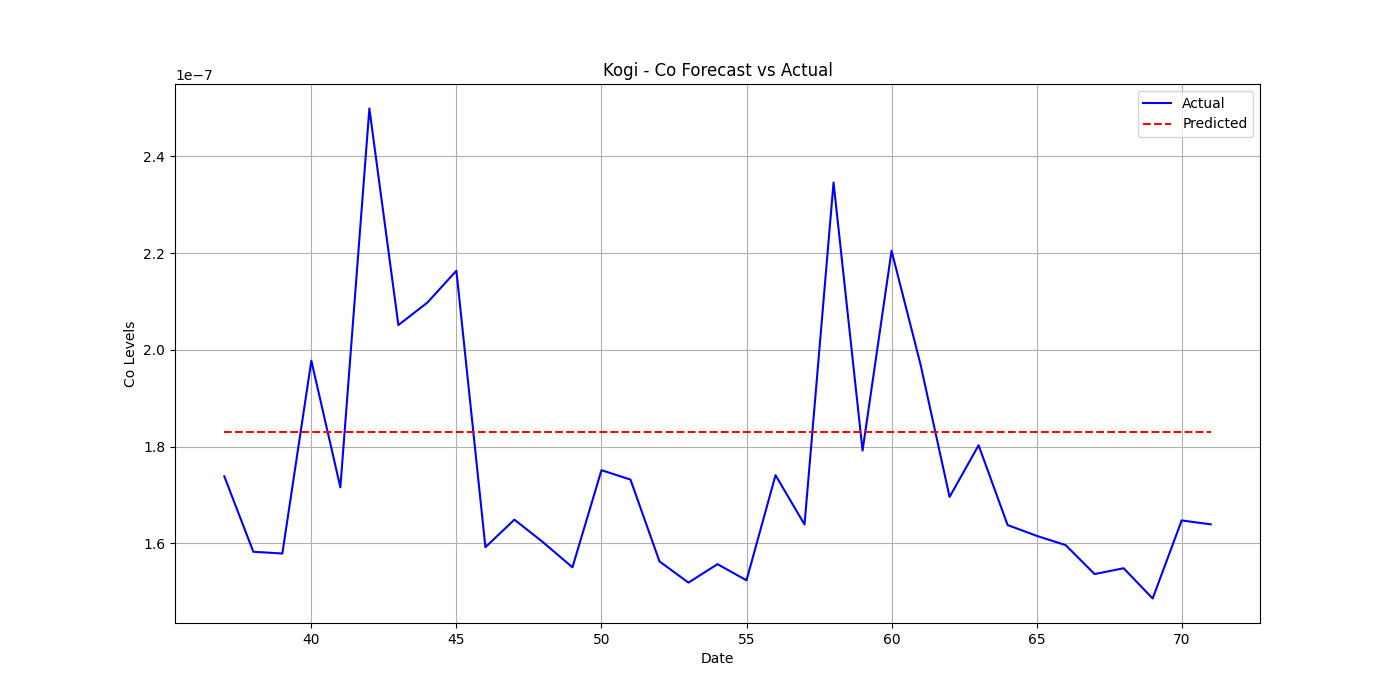 Kogi - Co Forecast vs Actual
1e−7
Actual
Predicted
2.4
2.2
2.0
1.8
1.6
Co Levels
40 45 50 55 60 65 70
Date